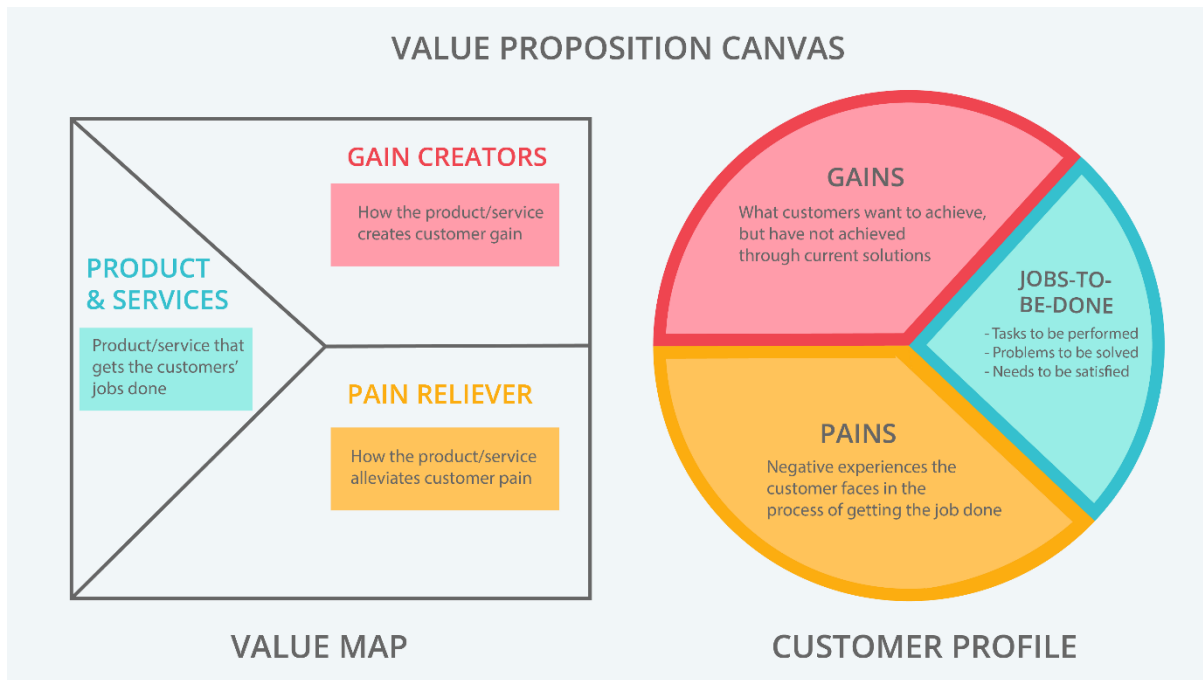 VALUE PROPOSITION CANVAS
GAIN CREATORS
How the product/service
creates customer gain
PRODUCT
& SERVICES
Product/service that
gets the customers'
jobs done
PAIN RELIEVER
How the product/service
alleviates customer pain
VALUE MAP
GAINS
What customers want to achieve,
but have not achieved
through current solutions
JOBS-TO-
BE-DONE
- Tasks to be performed
- Problems to be solved
- Needs to be satisfied
PAINS
Negative experiences the
customer faces in the
process of getting the job done
CUSTOMER PROFILE